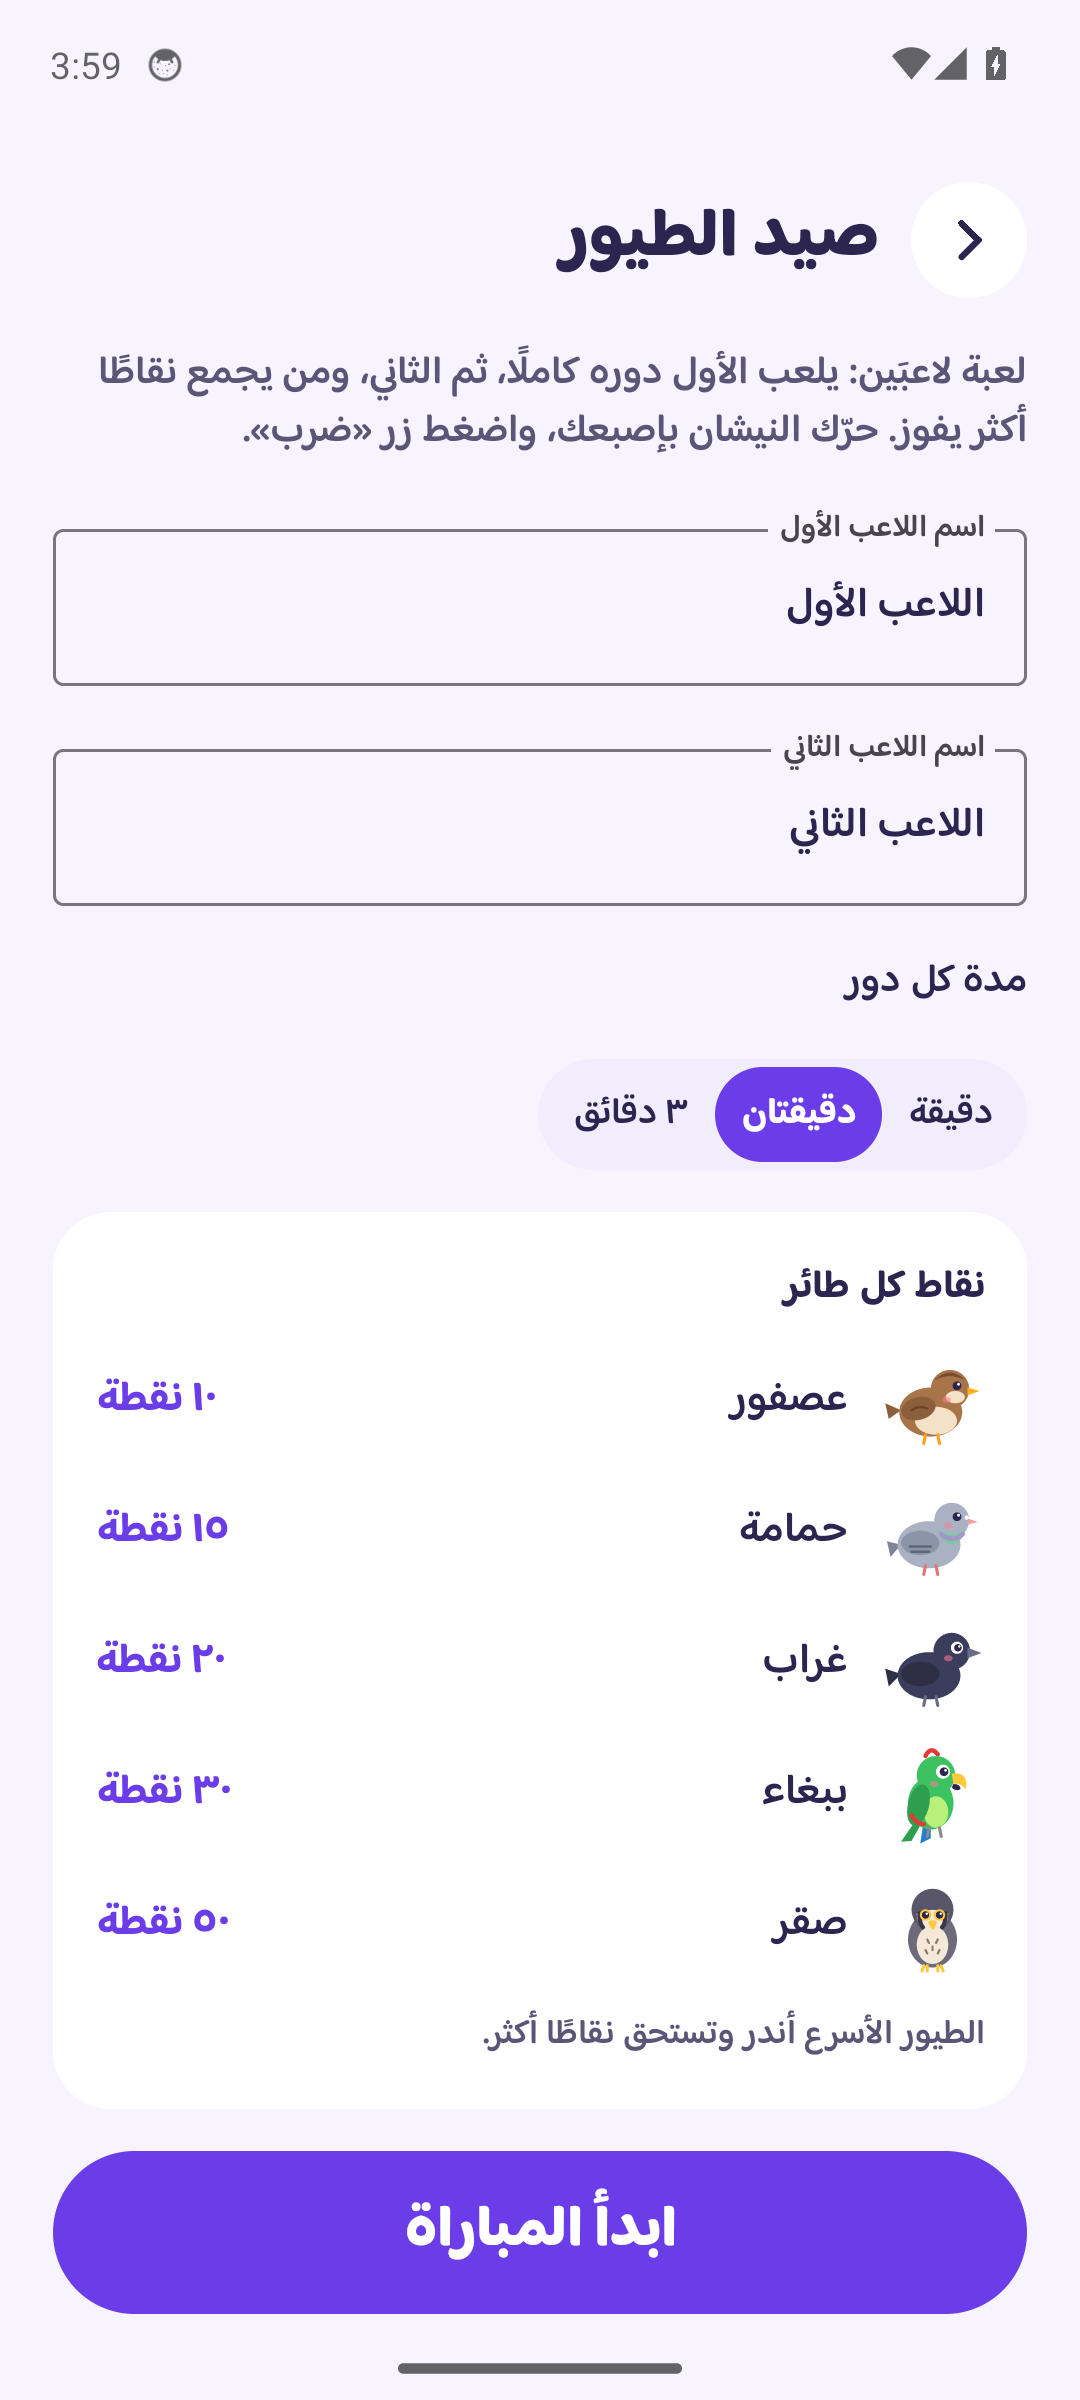 3:59
صيد الطيور
لعبة لاعبَين: يلعب الأول دوره كاملًا، ثم الثاني، ومن يجمع نقاطًا
أكثر يفوز. حرّك النيشان بإصبعك، واضغط زر «ضرب».
اسم اللاعب الأول
اللاعب الأول
اسم اللاعب الثاني
اللاعب الثاني
مدة كل دور
دقيقة دقيقتان ٣ دقائق
نقاط كل طائر
عصفور ١٠ نقطة
حمامة ١٥ نقطة
غراب ٢٠ نقطة
ببغاء ٣٠ نقطة
صقر ٥٠ نقطة
الطيور الأسرع أندر وتستحق نقاطًا أكثر.
ابدأ المباراة